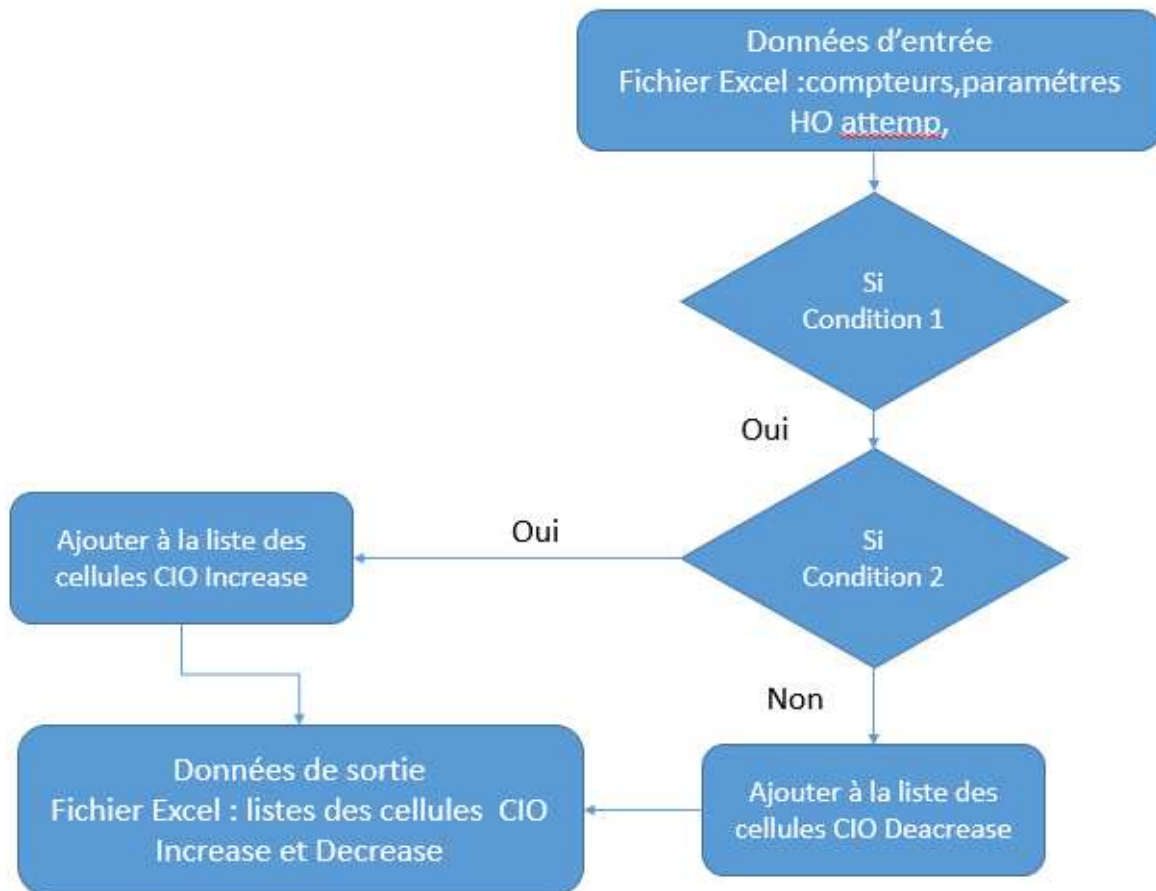 Données d'entrée
Fichier Excel :compteurs,paramétres
HO attemp,
Si
Condition 1
Oui
Si
Condition 2
Oui
Ajouter à la liste des
cellules CIO Increase
Non
Ajouter à la liste des
cellules CIO Deacrease
Données de sortie
Fichier Excel : listes des cellules  CIO
Increase et Decrease